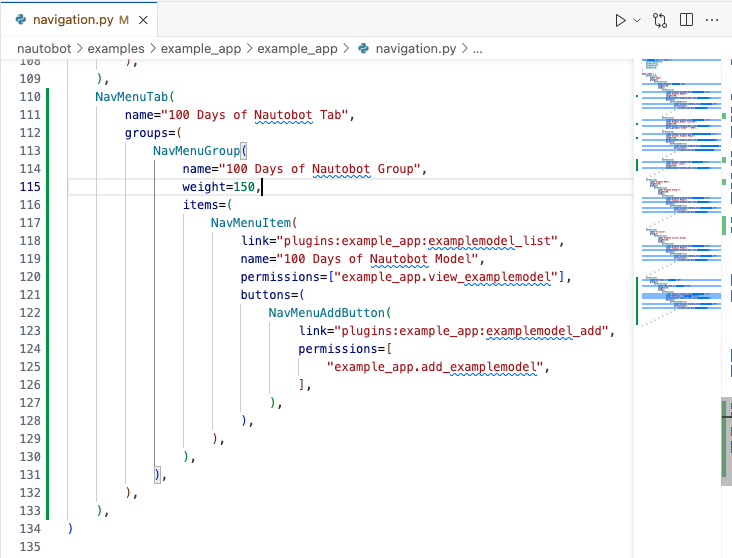 navigation.py M
nautobot > examples > example_app > example_app > navigation.py > ...
108 ),
109 ),
110 NavMenuTab(
111 name="100 Days of Nautobot Tab",
112 groups=(
113 NavMenuGroup(
114 name="100 Days of Nautobot Group",
115 weight=150,
116 items=(
117 NavMenuItem(
118 link="plugins:example_app:examplemodel_list",
119 name="100 Days of Nautobot Model",
120 permissions=["example_app.view_examplemodel"],
121 buttons=(
122 NavMenuAddButton(
123 link="plugins:example_app:examplemodel_add",
124 permissions=[
125 "example_app.add_examplemodel",
126 ],
127 ),
128 ),
129 ),
130 ),
131 ),
132 ),
133 ),
134 )
135